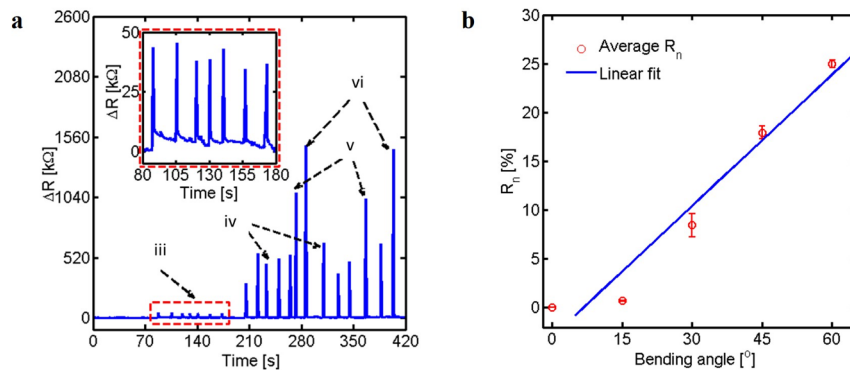 a
2600
2080
1560
1040
520
0
ΔR [kΩ]
0 70 140 210 280 350 420
Time [s]
50
25
0
ΔR [kΩ]
80 105 130 155 180
Time [s]
iii
iv
v
vi
b
30
25
20
15
10
5
0
Rn [%]
Average Rn
Linear fit
0 15 30 45 60
Bending angle [°]